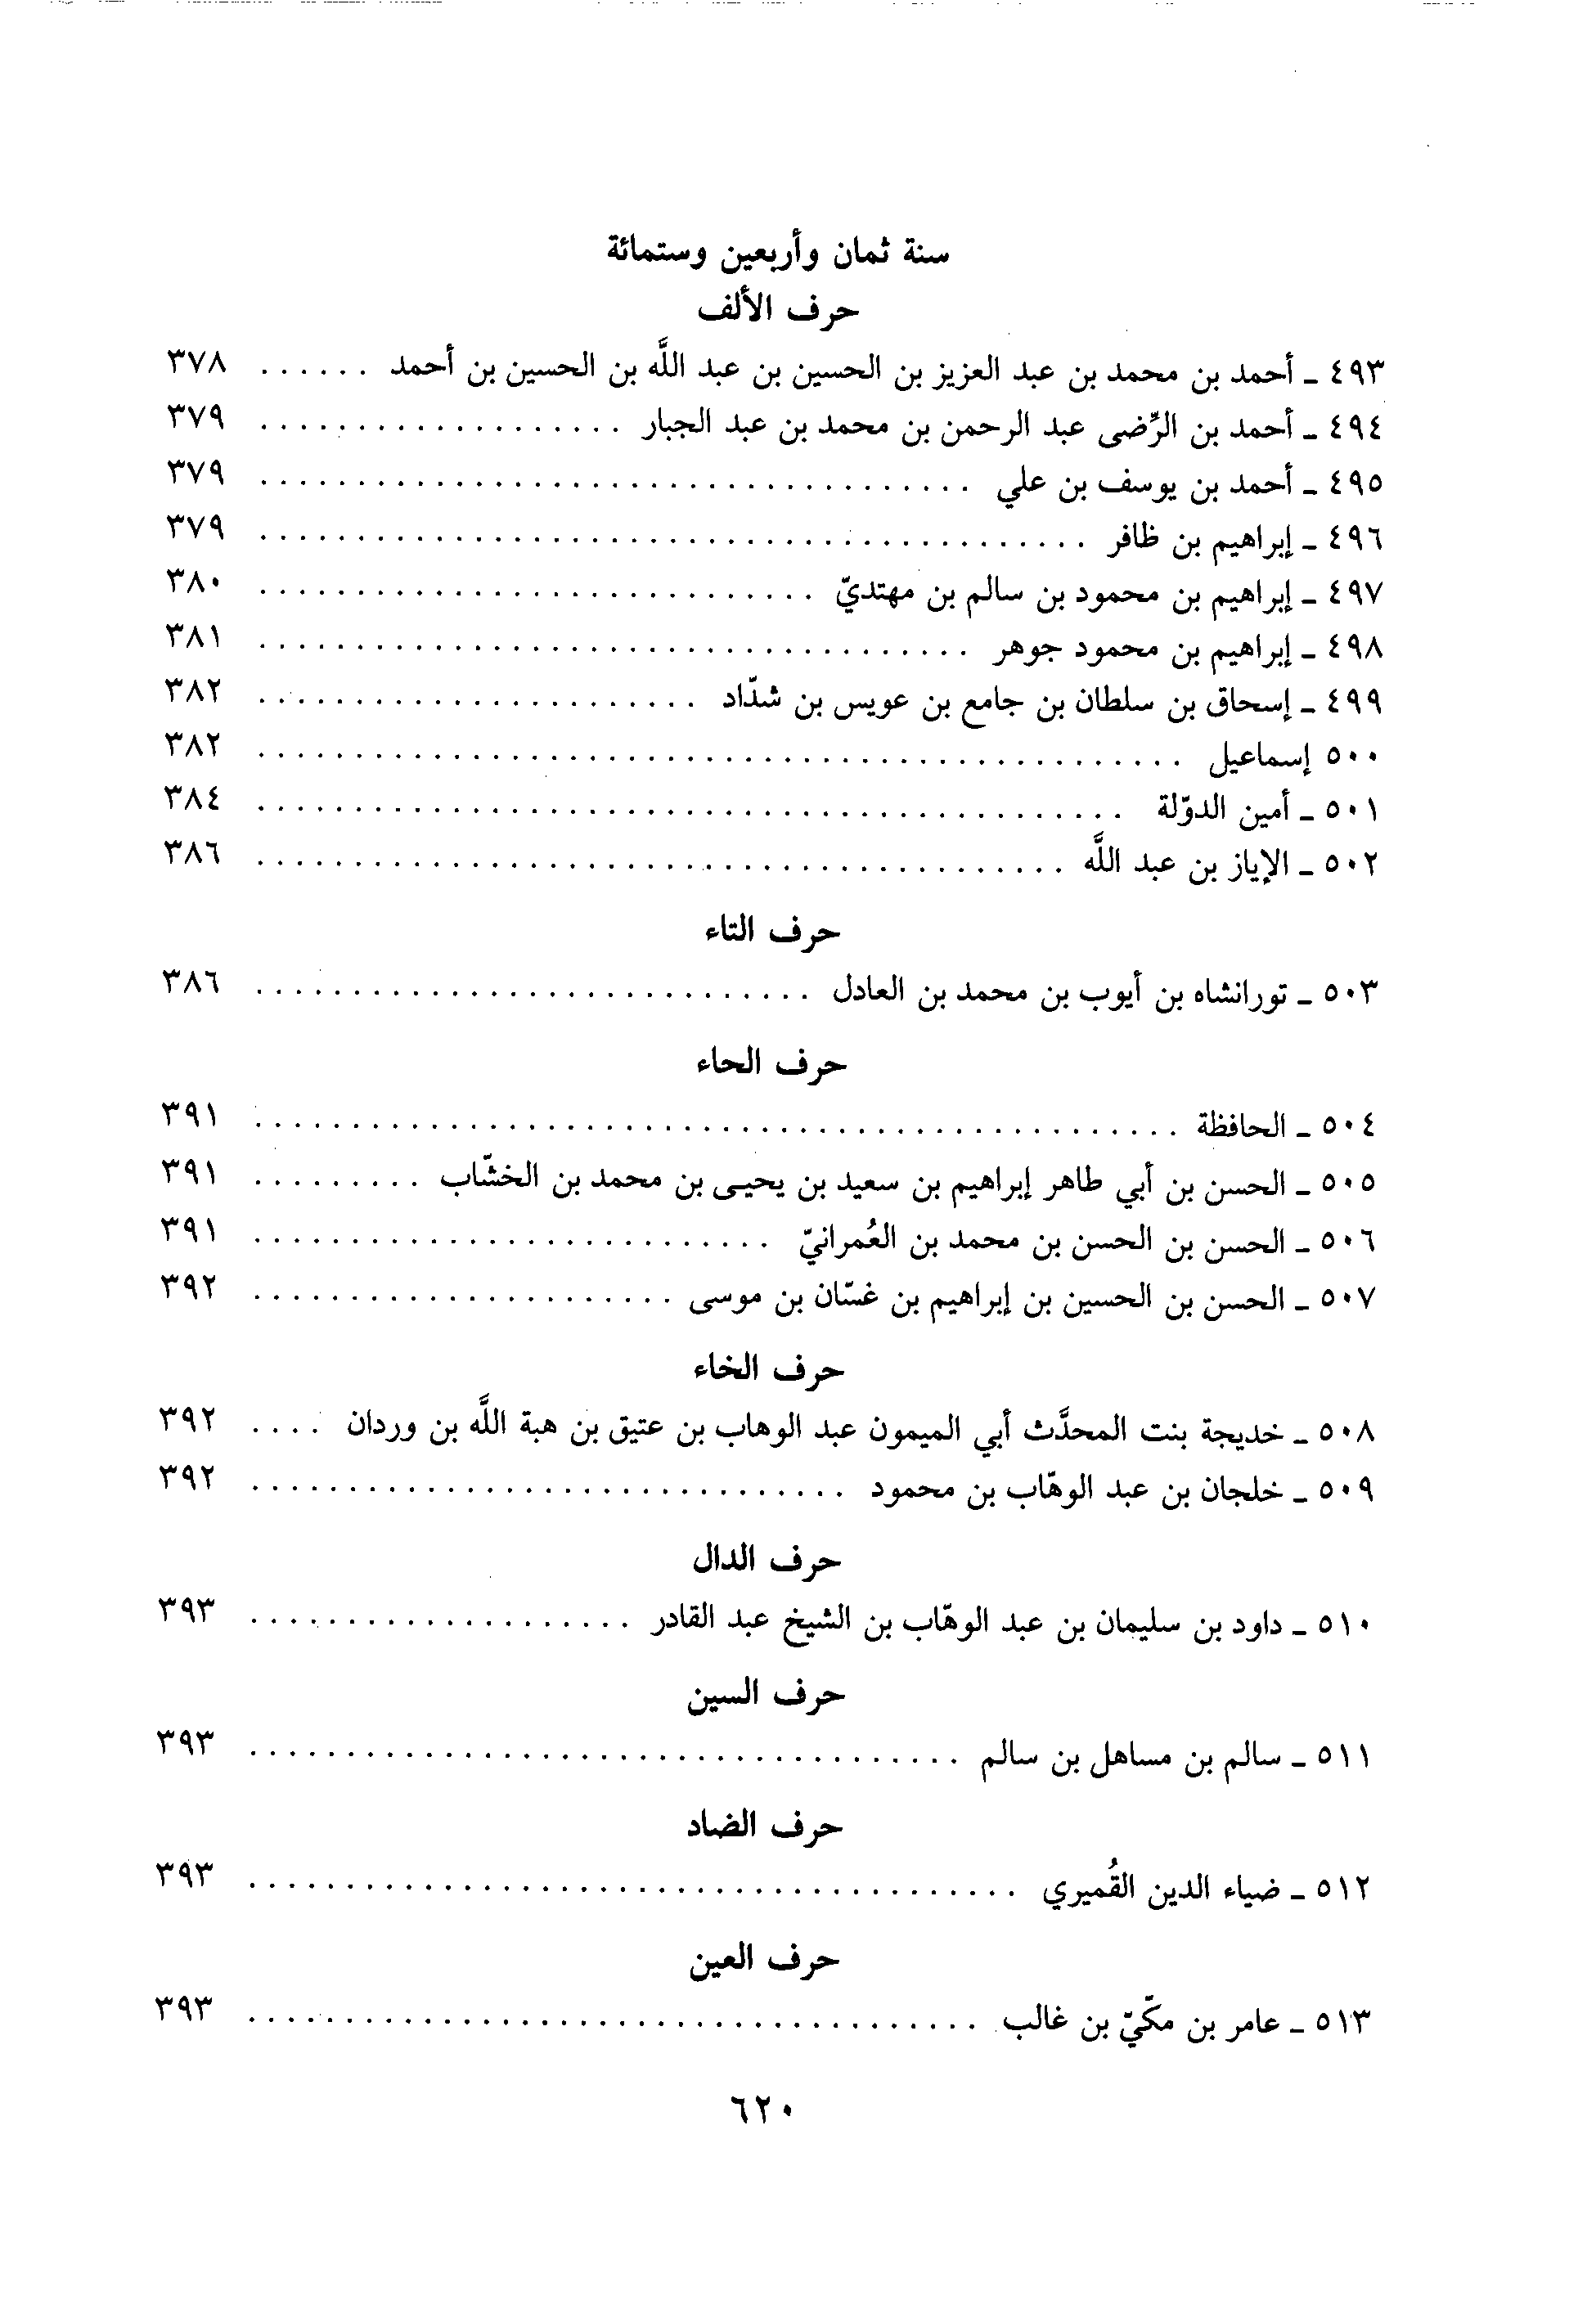 سنة ثمان وأربعين وستمائة
حرف الألف
٤٩٣ ـ أحمد بن محمد بن عبد العزيز بن الحسين بن عبد اللَّه بن الحسين بن أحمد ...... ٣٧٨
٤٩٤ ـ أحمد بن الرِّضى عبد الرحمن بن محمد بن عبد الجبار ................... ٣٧٩
٤٩٥ ـ أحمد بن يوسف بن علي ..................................... ٣٧٩
٤٩٦ ـ إبراهيم بن ظافر ........................................... ٣٧٩
٤٩٧ ـ إبراهيم بن محمود بن سالم بن مهتديّ ............................. ٣٨٠
٤٩٨ ـ إبراهيم بن محمود جوهر ..................................... ٣٨١
٤٩٩ ـ إسحاق بن سلطان بن جامع بن عويس بن شدّاد ....................... ٣٨٢
٥٠٠ إسماعيل ................................................ ٣٨٢
٥٠١ ـ أمين الدوّلة ............................................. ٣٨٤
٥٠٢ ـ الإياز بن عبد اللَّه .......................................... ٣٨٦
حرف التاء
٥٠٣ ـ تورانشاه بن أيوب بن محمد بن العادل ............................. ٣٨٦
حرف الحاء
٥٠٤ ـ الحافظة ................................................ ٣٩١
٥٠٥ ـ الحسن بن أبي طاهر إبراهيم بن سعيد بن يحيى بن محمد بن الخشّاب ......... ٣٩١
٥٠٦ ـ الحسن بن الحسن بن محمد بن العُمرانيّ ........................... ٣٩١
٥٠٧ ـ الحسن بن الحسين بن إبراهيم بن غسّان بن موسى ...................... ٣٩٢
حرف الخاء
٥٠٨ ـ خديجة بنت المحدَّث أبي الميمون عبد الوهاب بن عتيق بن هبة اللَّه بن وردان .... ٣٩٢
٥٠٩ ـ خلجان بن عبد الوهّاب بن محمود ............................... ٣٩٢
حرف الدال
٥١٠ ـ داود بن سليمان بن عبد الوهّاب بن الشيخ عبد القادر .................... ٣٩٣
حرف السين
٥١١ ـ سالم بن مساهل بن سالم ..................................... ٣٩٣
حرف الضاد
٥١٢ ـ ضياء الدين القُميري ........................................ ٣٩٣
حرف العين
٥١٣ ـ عامر بن مكّيّ بن غالب ...................................... ٣٩٣
٦٢٠